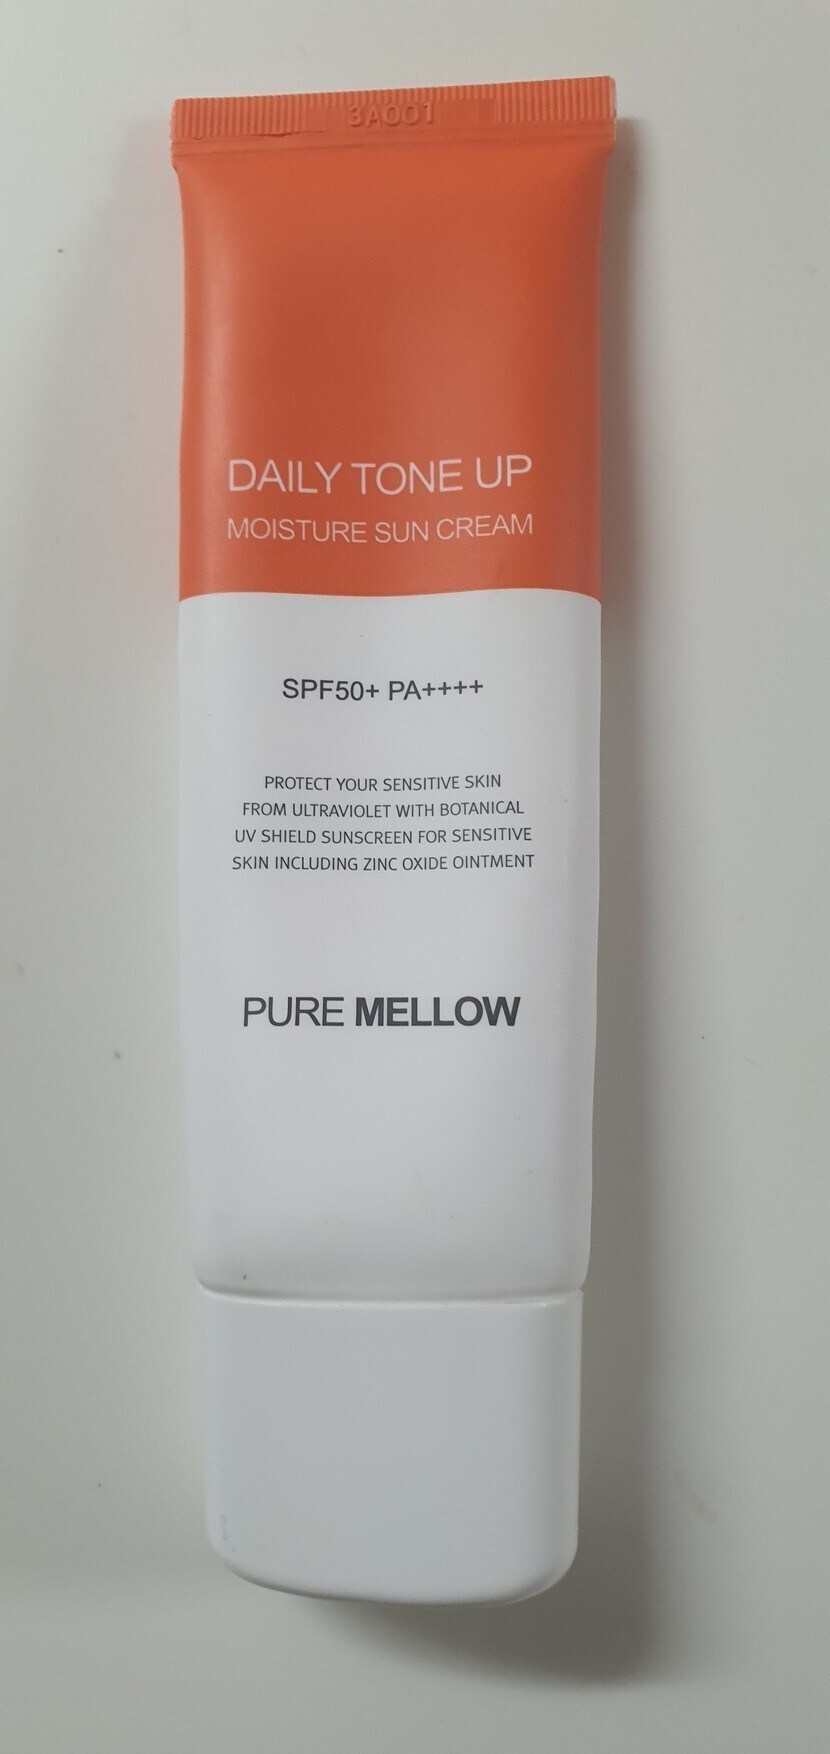 3A001
DAILY TONE UP
MOISTURE SUN CREAM
SPF50+ PA++++
PROTECT YOUR SENSITIVE SKIN
FROM ULTRAVIOLET WITH BOTANICAL
UV SHIELD SUNSCREEN FOR SENSITIVE
SKIN INCLUDING ZINC OXIDE OINTMENT
PURE MELLOW